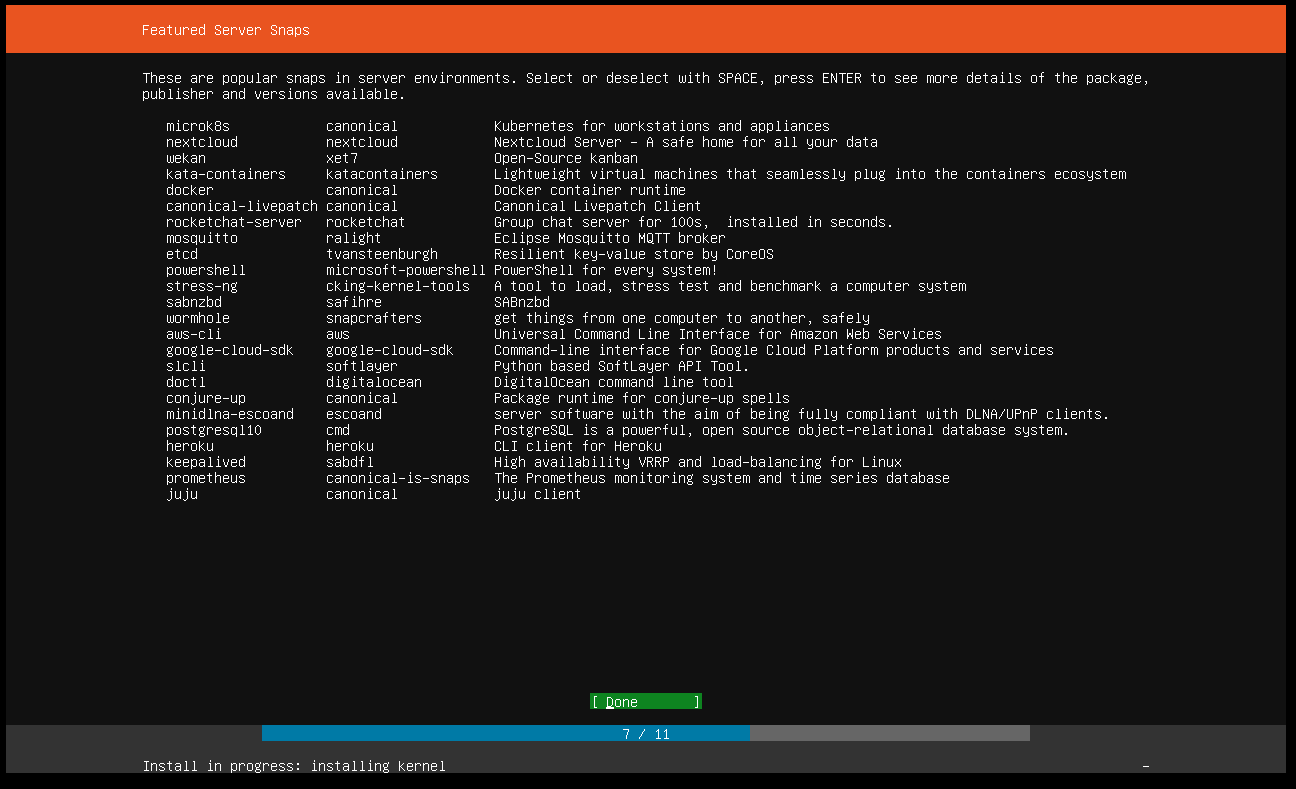 Featured Server Snaps
These are popular snaps in server environments. Select or deselect with SPACE, press ENTER to see more details of the package,
publisher and versions available.
microk8s canonical Kubernetes for workstations and appliances
nextcloud nextcloud Nextcloud Server - A safe home for all your data
wekan xet7 Open-Source kanban
kata-containers katacontainers Lightweight virtual machines that seamlessly plug into the containers ecosystem
docker canonical Docker container runtime
canonical-livepatch canonical Canonical Livepatch Client
rocketchat-server rocketchat Group chat server for 100s,  installed in seconds.
mosquitto ralight Eclipse Mosquitto MQTT broker
etcd tvansteenburgh Resilient key-value store by CoreOS
powershell microsoft-powershell PowerShell for every system!
stress-ng cking-kernel-tools A tool to load, stress test and benchmark a computer system
sabnzbd safihre SABnzbd
wormhole snapcrafters get things from one computer to another, safely
aws-cli aws Universal Command Line Interface for Amazon Web Services
google-cloud-sdk google-cloud-sdk Command-line interface for Google Cloud Platform products and services
slcli softlayer Python based SoftLayer API Tool.
doctl digitalocean DigitalOcean command line tool
conjure-up canonical Package runtime for conjure-up spells
minidlna-escoand escoand server software with the aim of being fully compliant with DLNA/UPnP clients.
postgresql10 cmd PostgreSQL is a powerful, open source object-relational database system.
heroku heroku CLI client for Heroku
keepalived sabdfl High availability VRRP and load-balancing for Linux
prometheus canonical-is-snaps The Prometheus monitoring system and time series database
juju canonical juju client
[ Done ]
7 / 11
Install in progress: installing kernel -